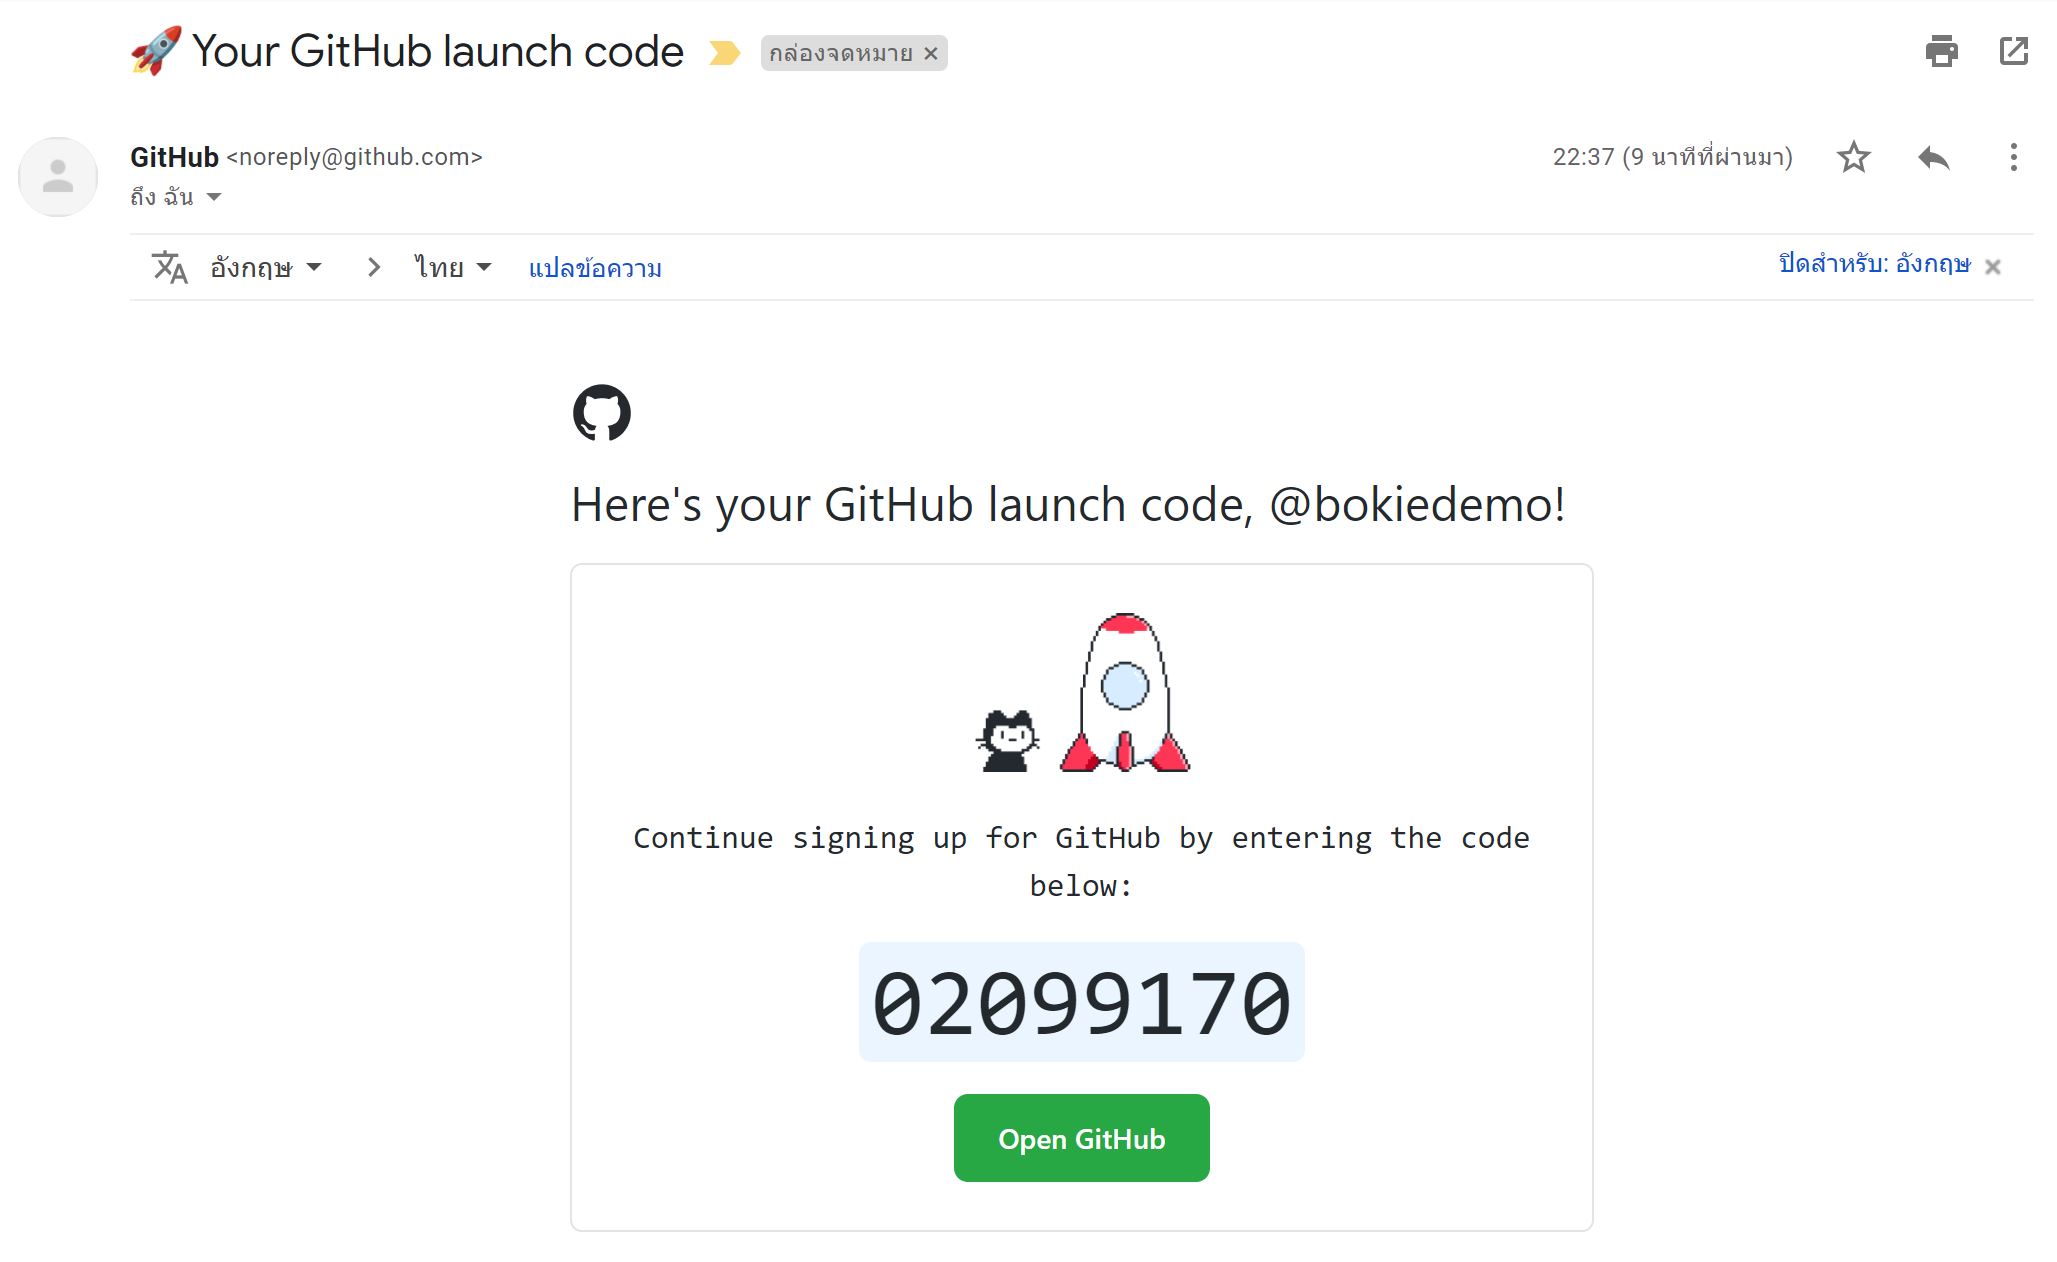 🚀 Your GitHub launch code กล่องจดหมาย ×
GitHub <noreply@github.com> 22:37 (9 นาทีที่ผ่านมา)
ถึง ฉัน
อังกฤษ > ไทย แปลข้อความ ปิดสำหรับ: อังกฤษ ×
Here's your GitHub launch code, @bokiedemo!
Continue signing up for GitHub by entering the code
below:
02099170
Open GitHub